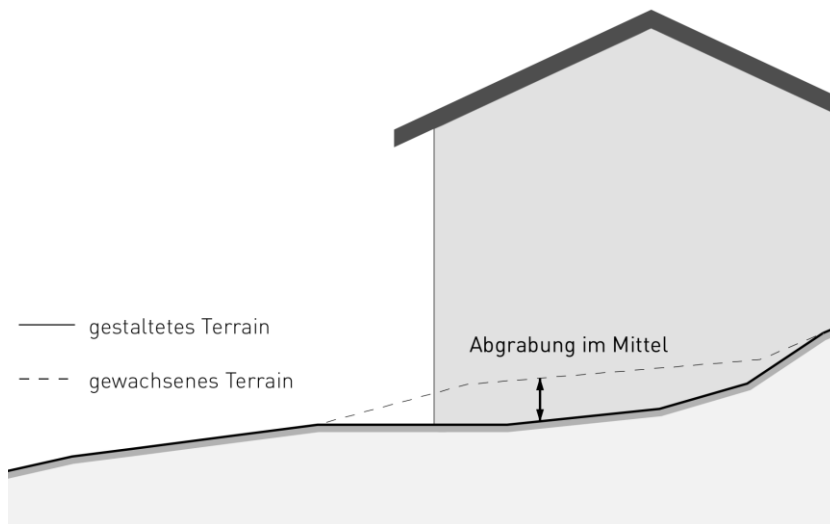 gestaltetes Terrain
Abgrabung im Mittel
gewachsenes Terrain